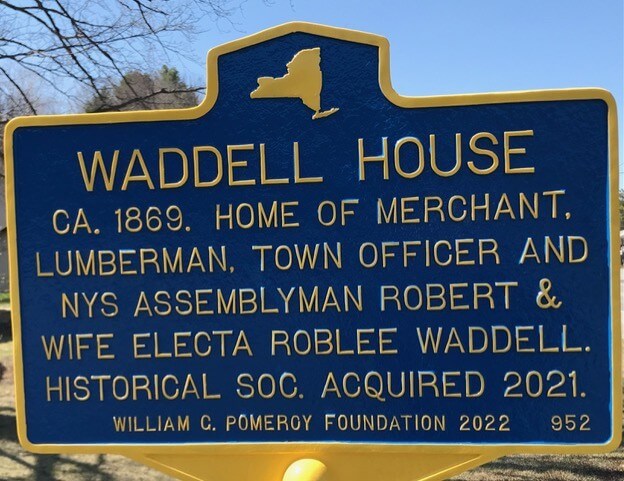 WADDELL HOUSE
CA. 1869. HOME OF MERCHANT,
LUMBERMAN, TOWN OFFICER AND
NYS ASSEMBLYMAN ROBERT &
WIFE ELECTA ROBLEE WADDELL.
HISTORICAL SOC. ACQUIRED 2021.
WILLIAM G. POMEROY FOUNDATION 2022 952